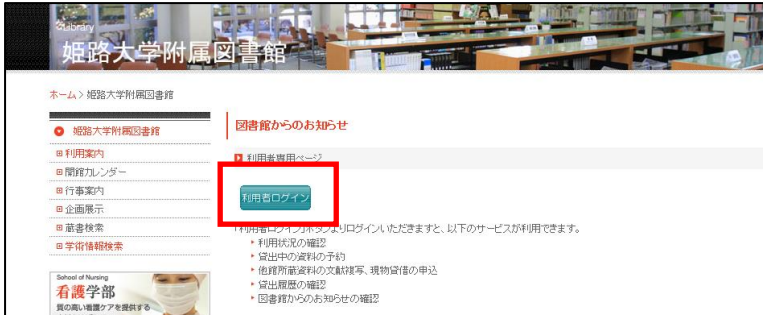 Library
姫路大学附属図書館
ホーム > 姫路大学附属図書館
姫路大学附属図書館
利用案内
開館カレンダー
行事案内
企画展示
蔵書検索
学術情報検索
School of Nursing
看護学部
質の高い看護ケアを提供する
図書館からのお知らせ
利用者専用ページ
利用者ログイン
「利用者ログイン」ボタンよりログインいただきますと、以下のサービスが利用できます。
利用状況の確認
貸出中の資料の予約
他館所蔵資料の文献複写、現物貸借の申込
貸出履歴の確認
図書館からのお知らせの確認